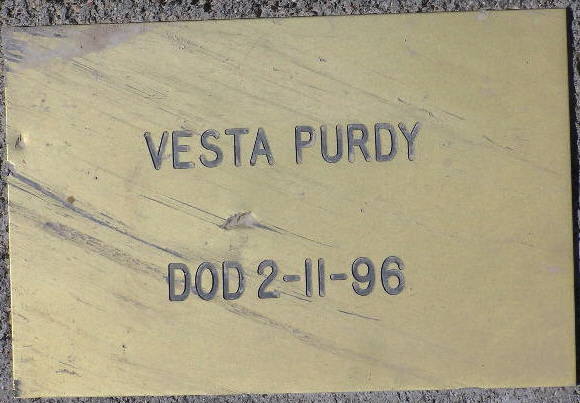 VESTA PURDY
DOD 2-11-96